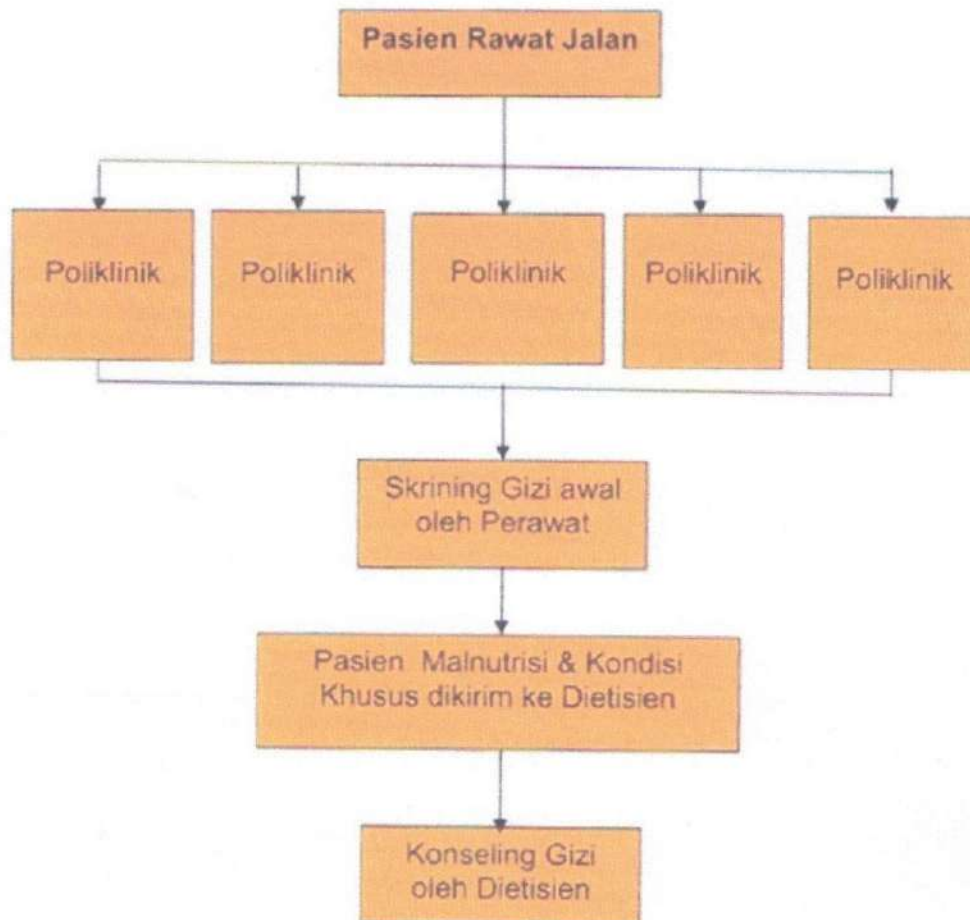 Pasien Rawat Jalan
Poliklinik
Poliklinik
Poliklinik
Poliklinik
Poliklinik
Skrining Gizi awal
oleh Perawat
Pasien Malnutrisi & Kondisi
Khusus dikirim ke Dietisien
Konseling Gizi
oleh Dietisien